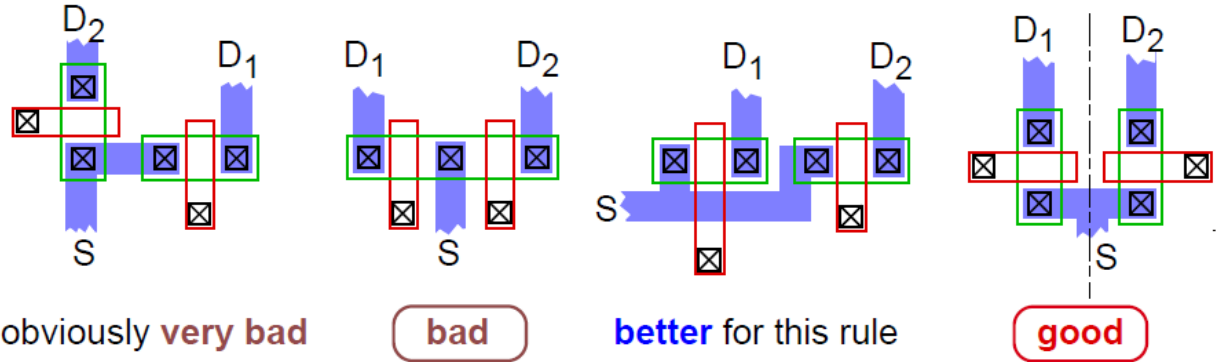 D2
D1
S
obviously very bad
D1
D2
S
bad
D1
D2
S
better for this rule
D1
D2
S
good